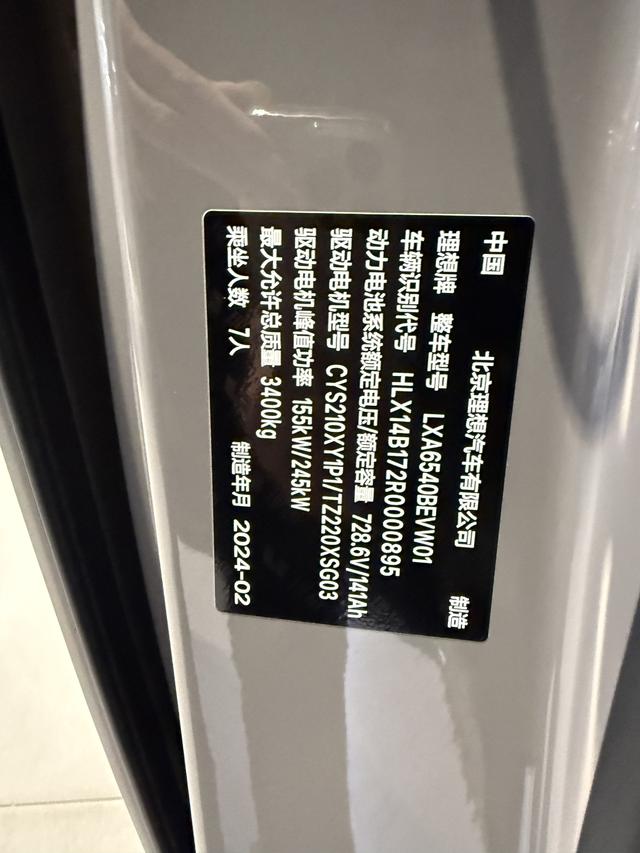 中国 北京理想汽车有限公司 制造
理想牌 整车型号 LXA6540BEVW01
车辆识别代号 HLX14B172R0000895
动力电池系统额定电压/额定容量 728.6V/141Ah
驱动电机型号 CYS210XY1P1/TZ220XSG03
驱动电机峰值功率 155kW/245kW
最大允许总质量 3400kg
乘坐人数 7人 制造年月 2024-02